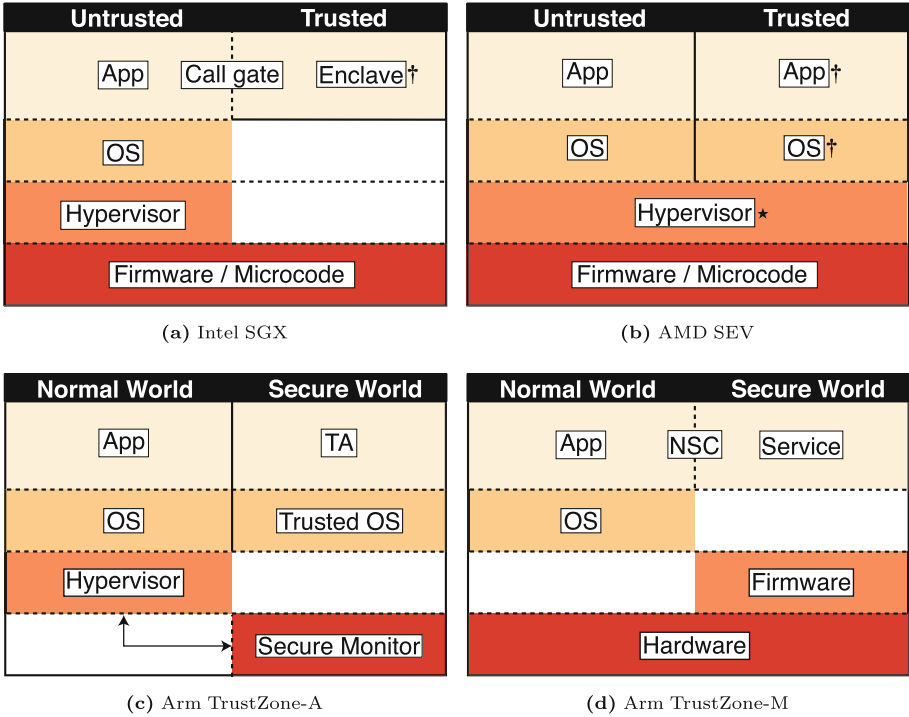 Untrusted Trusted
App Call gate Enclave†
OS
Hypervisor
Firmware / Microcode
(a) Intel SGX
Untrusted Trusted
App App†
OS OS†
Hypervisor★
Firmware / Microcode
(b) AMD SEV
Normal World Secure World
App TA
OS Trusted OS
Hypervisor
Secure Monitor
(c) Arm TrustZone-A
Normal World Secure World
App NSC Service
OS
Firmware
Hardware
(d) Arm TrustZone-M